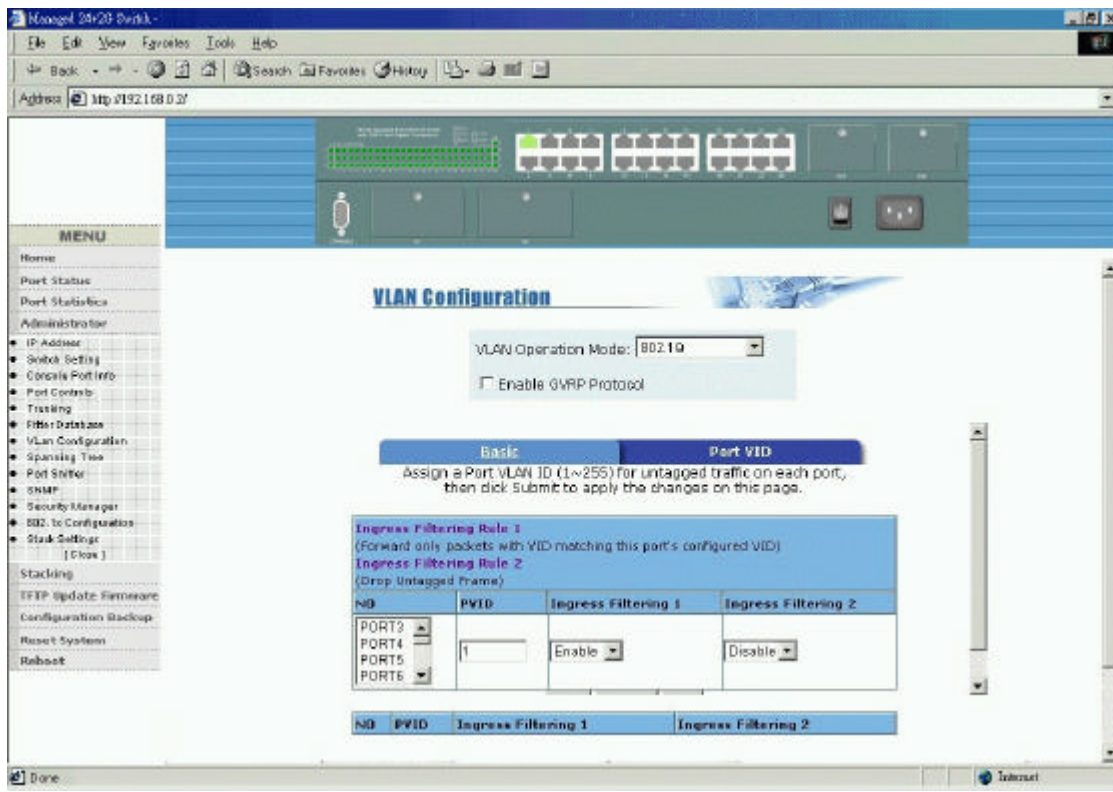 Managed 24+2G Switch -
File Edit View Favorites Tools Help
Back Search Favorites History
Address http://192.168.0.2/
MENU
Home
Port Status
Port Statistics
Administrator
IP Address
Switch Setting
Console Port Info
Port Controls
Trunking
Filter Database
VLan Configuration
Spanning Tree
Port Sniffer
SNMP
Security Manager
802.1x Configuration
Stack Settings
[Close]
Stacking
TFTP Update Firmware
Configuration Backup
Reset System
Reboot
VLAN Configuration
VLAN Operation Mode: 802.1Q
Enable GVRP Protocol
Basic Port VID
Assign a Port VLAN ID (1~255) for untagged traffic on each port,
then click Submit to apply the changes on this page.
Ingress Filtering Rule 1
(Forward only packets with VID matching this port's configured VID)
Ingress Filtering Rule 2
(Drop Untagged Frame)
NO PVID Ingress Filtering 1 Ingress Filtering 2
PORT3
PORT4
PORT5
PORT6
1 Enable Disable
NO PVID Ingress Filtering 1 Ingress Filtering 2
Done Internet